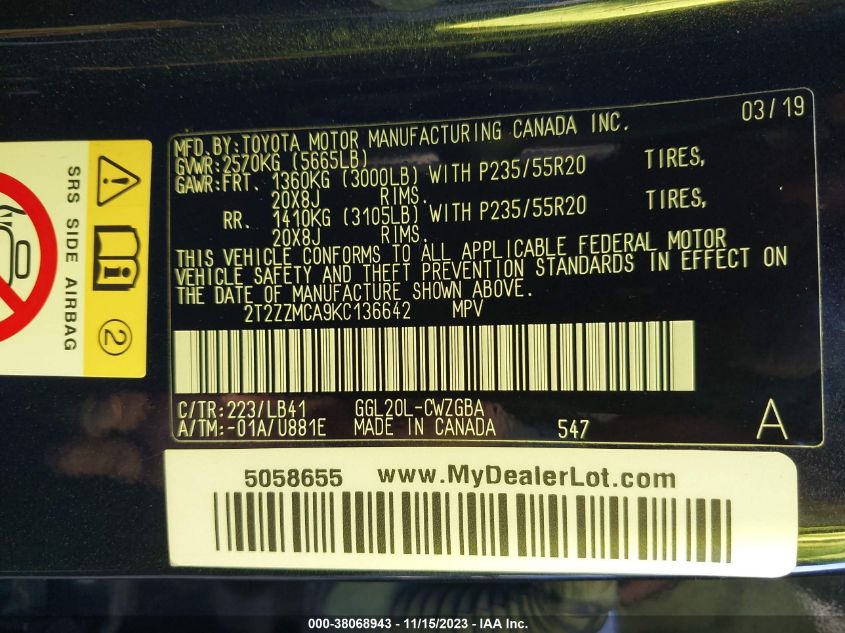 SRS SIDE AIRBAG
2
03/19
MFD.BY:TOYOTA MOTOR MANUFACTURING CANADA INC.
GVWR:2570KG (5665LB)
GAWR:FRT. 1360KG (3000LB) WITH P235/55R20 TIRES,
20X8J RIMS.
RR. 1410KG (3105LB) WITH P235/55R20 TIRES,
20X8J RIMS.
THIS VEHICLE CONFORMS TO ALL APPLICABLE FEDERAL MOTOR
VEHICLE SAFETY AND THEFT PREVENTION STANDARDS IN EFFECT ON
THE DATE OF MANUFACTURE SHOWN ABOVE.
2T2ZZMCA9KC136642 MPV
C/TR:223/LB41 GGL20L-CWZGBA
A/TM:-01A/U881E MADE IN CANADA 547 A
5058655 www.MyDealerLot.com
000-38068943 - 11/15/2023 - IAA Inc.